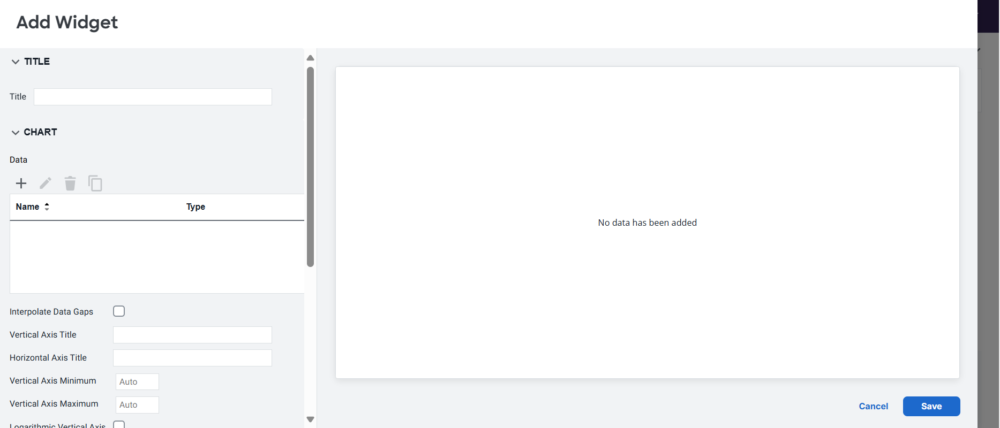 Add Widget
TITLE
Title
CHART
Data
Name Type
Interpolate Data Gaps
Vertical Axis Title
Horizontal Axis Title
Vertical Axis Minimum Auto
Vertical Axis Maximum Auto
Logarithmic Vertical Axis
No data has been added
Cancel Save